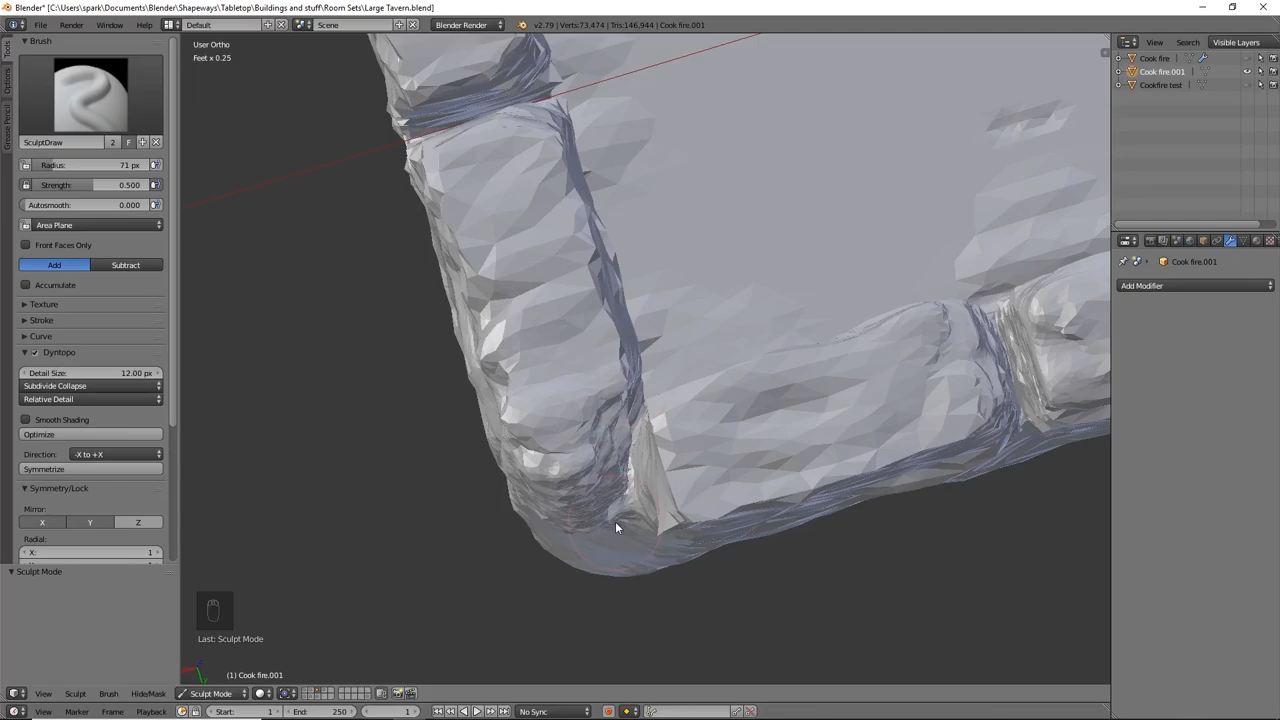 Blender* [C:\Users\spark\Documents\Blender\Shapeways\Tabletop\Buildings and stuff\Room Sets\Large Tavern.blend]
File Render Window Help Default Scene Blender Render v2.79 | Verts:73,474 | Tris:146,944 | Cook fire.001
Brush
User Ortho
Feet x 0.25
View Search Visible Layers
Cook fire
Cook fire.001
Cookfire test
Tools
Options
Grease Pencil
SculptDraw 2 F
Radius: 71 px
Strength: 0.500
Autosmooth: 0.000
Area Plane
Front Faces Only
Add Subtract
Accumulate
Texture
Stroke
Curve
Dyntopo
Detail Size: 12.00 px
Subdivide Collapse
Relative Detail
Smooth Shading
Optimize
Direction: -X to +X
Symmetrize
Symmetry/Lock
Mirror:
X Y Z
Radial:
X: 1
Sculpt Mode
Cook fire.001
Add Modifier
Last: Sculpt Mode
(1) Cook fire.001
View Sculpt Brush Hide/Mask Sculpt Mode
View Marker Frame Playback Start: 1 End: 250 1 No Sync